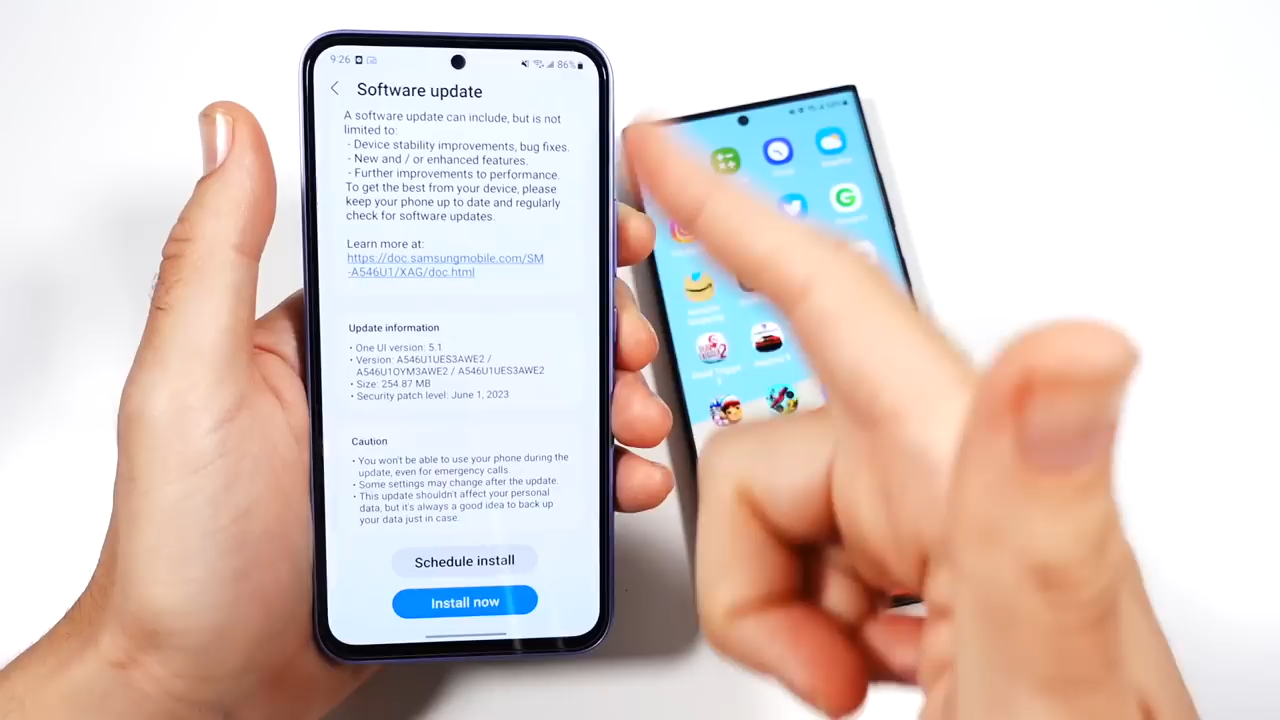 9:26
86%
Software update
A software update can include, but is not
limited to:
- Device stability improvements, bug fixes.
- New and / or enhanced features.
- Further improvements to performance.
To get the best from your device, please
keep your phone up to date and regularly
check for software updates.
Learn more at:
https://doc.samsungmobile.com/SM
-A546U1/XAG/doc.html
Update information
• One UI version: 5.1
• Version: A546U1UES3AWE2 /
A546U1OYM3AWE2 / A546U1UES3AWE2
• Size: 254.87 MB
• Security patch level: June 1, 2023
Caution
• You won't be able to use your phone during the
update, even for emergency calls.
• Some settings may change after the update.
• This update shouldn't affect your personal
data, but it's always a good idea to back up
your data just in case.
Schedule install
Install now